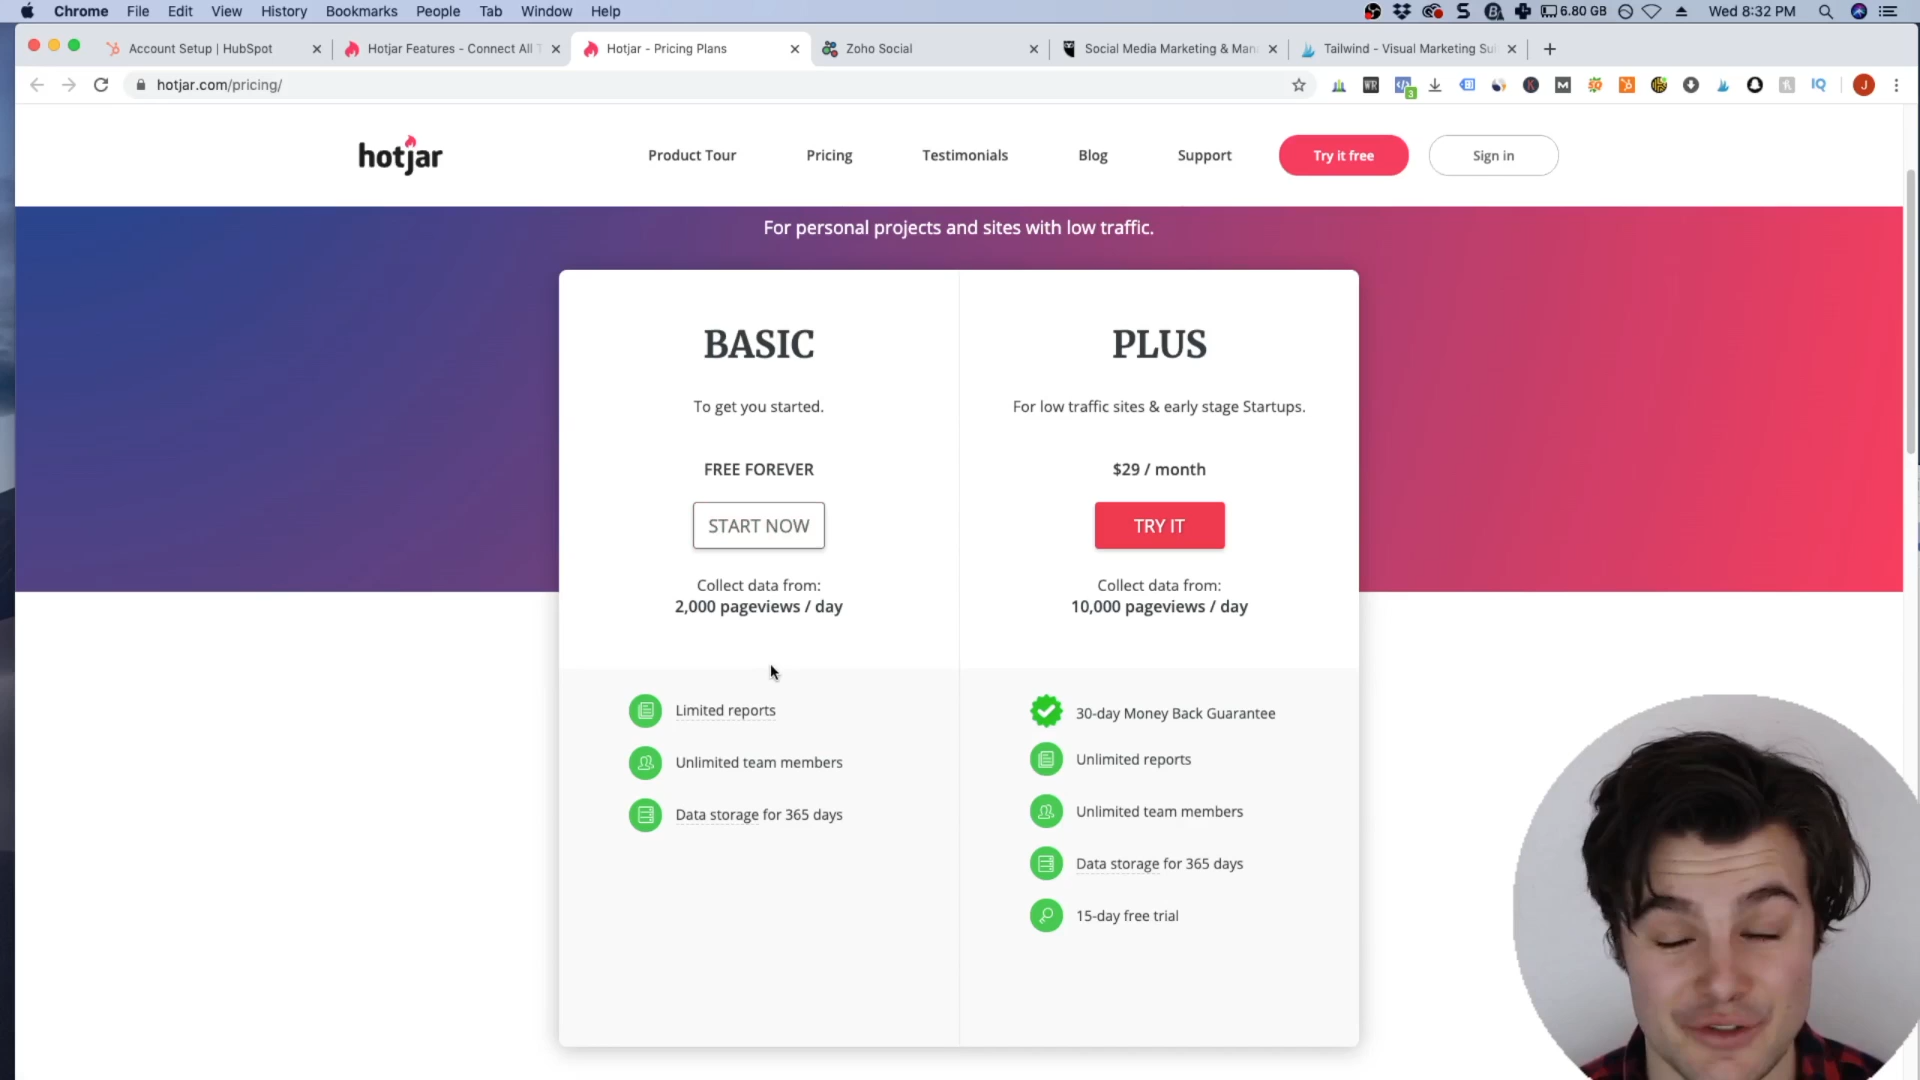 Chrome File Edit View History Bookmarks People Tab Window Help
6.80 GB Wed 8:32 PM
Account Setup | HubSpot
Hotjar Features - Connect All T
Hotjar - Pricing Plans
Zoho Social
Social Media Marketing & Man
Tailwind - Visual Marketing Sui
hotjar.com/pricing/
WR
3
K
M
IQ
J
hotjar
Product Tour
Pricing
Testimonials
Blog
Support
Try it free
Sign in
For personal projects and sites with low traffic.
BASIC
To get you started.
FREE FOREVER
START NOW
Collect data from:
2,000 pageviews / day
Limited reports
Unlimited team members
Data storage for 365 days
PLUS
For low traffic sites & early stage Startups.
$29 / month
TRY IT
Collect data from:
10,000 pageviews / day
30-day Money Back Guarantee
Unlimited reports
Unlimited team members
Data storage for 365 days
15-day free trial